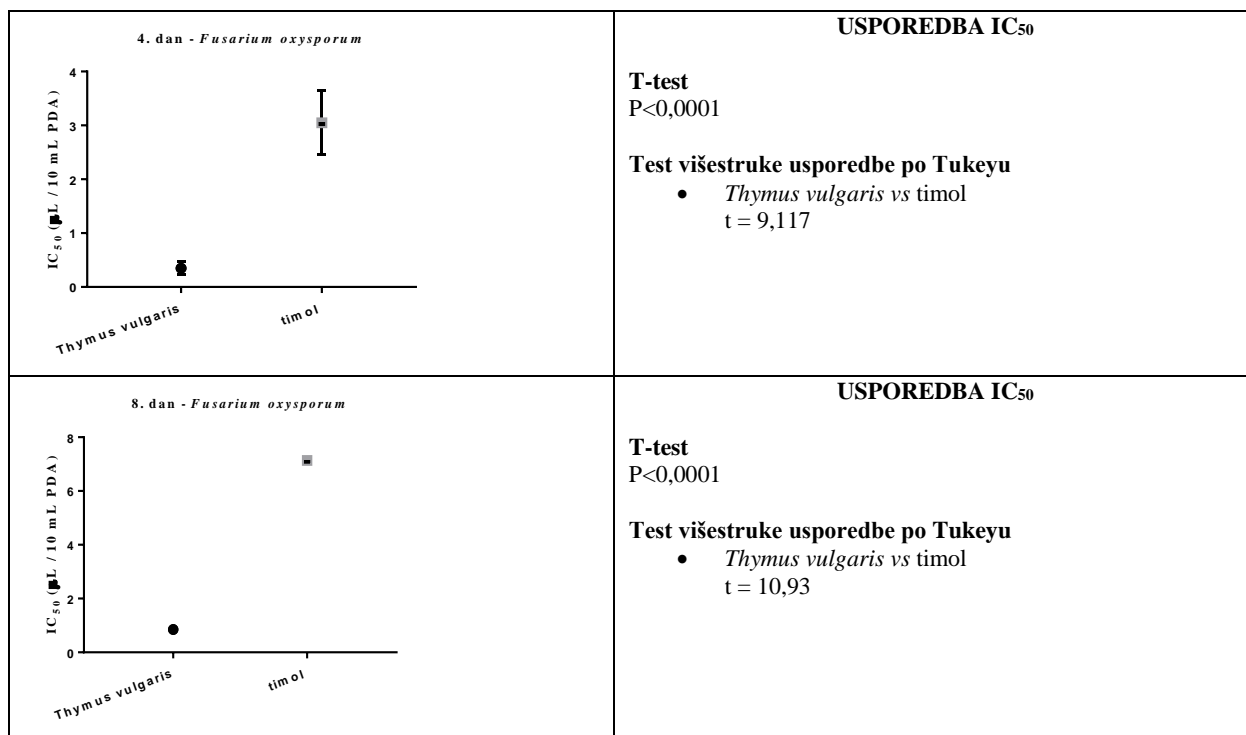 4. dan - Fusarium oxysporum
IC50 (µL / 10 mL PDA)
4
3
2
1
0
Thymus vulgaris
timol
USPOREDBA IC50
T-test
P<0,0001
Test višestruke usporedbe po Tukeyu
● Thymus vulgaris vs timol
t = 9,117
8. dan - Fusarium oxysporum
IC50 (µL / 10 mL PDA)
8
6
4
2
0
Thymus vulgaris
timol
USPOREDBA IC50
T-test
P<0,0001
Test višestruke usporedbe po Tukeyu
● Thymus vulgaris vs timol
t = 10,93